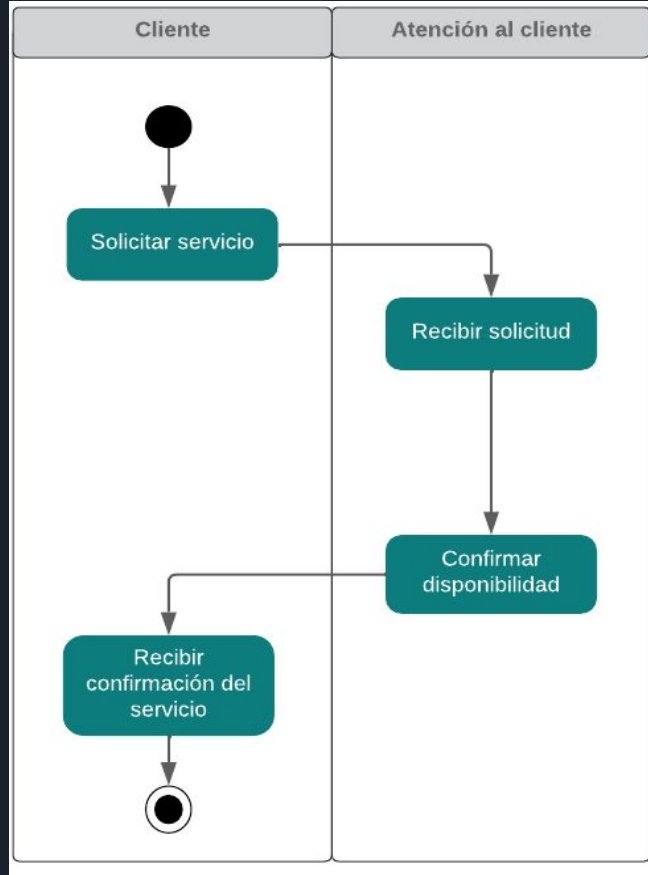 Cliente
Atención al cliente
Solicitar servicio
Recibir solicitud
Confirmar
disponibilidad
Recibir
confirmación del
servicio